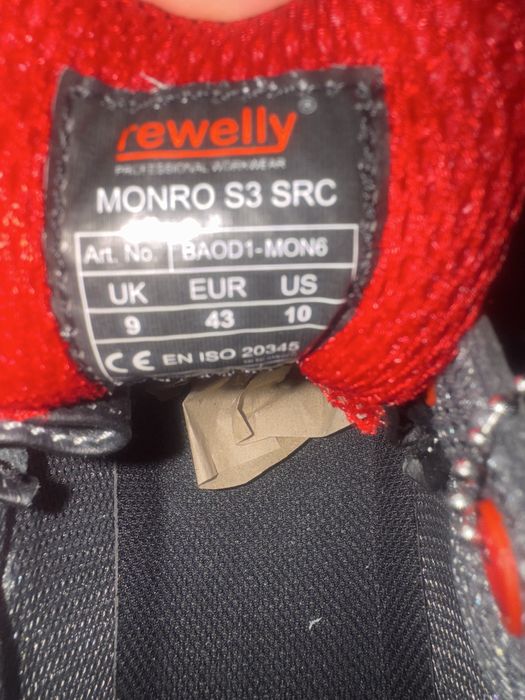 rewelly®
PROFESSIONAL WORKWEAR
MONRO S3 SRC
Art. No. BAOD1-MON6
UK EUR US
9 43 10
CE EN ISO 20345